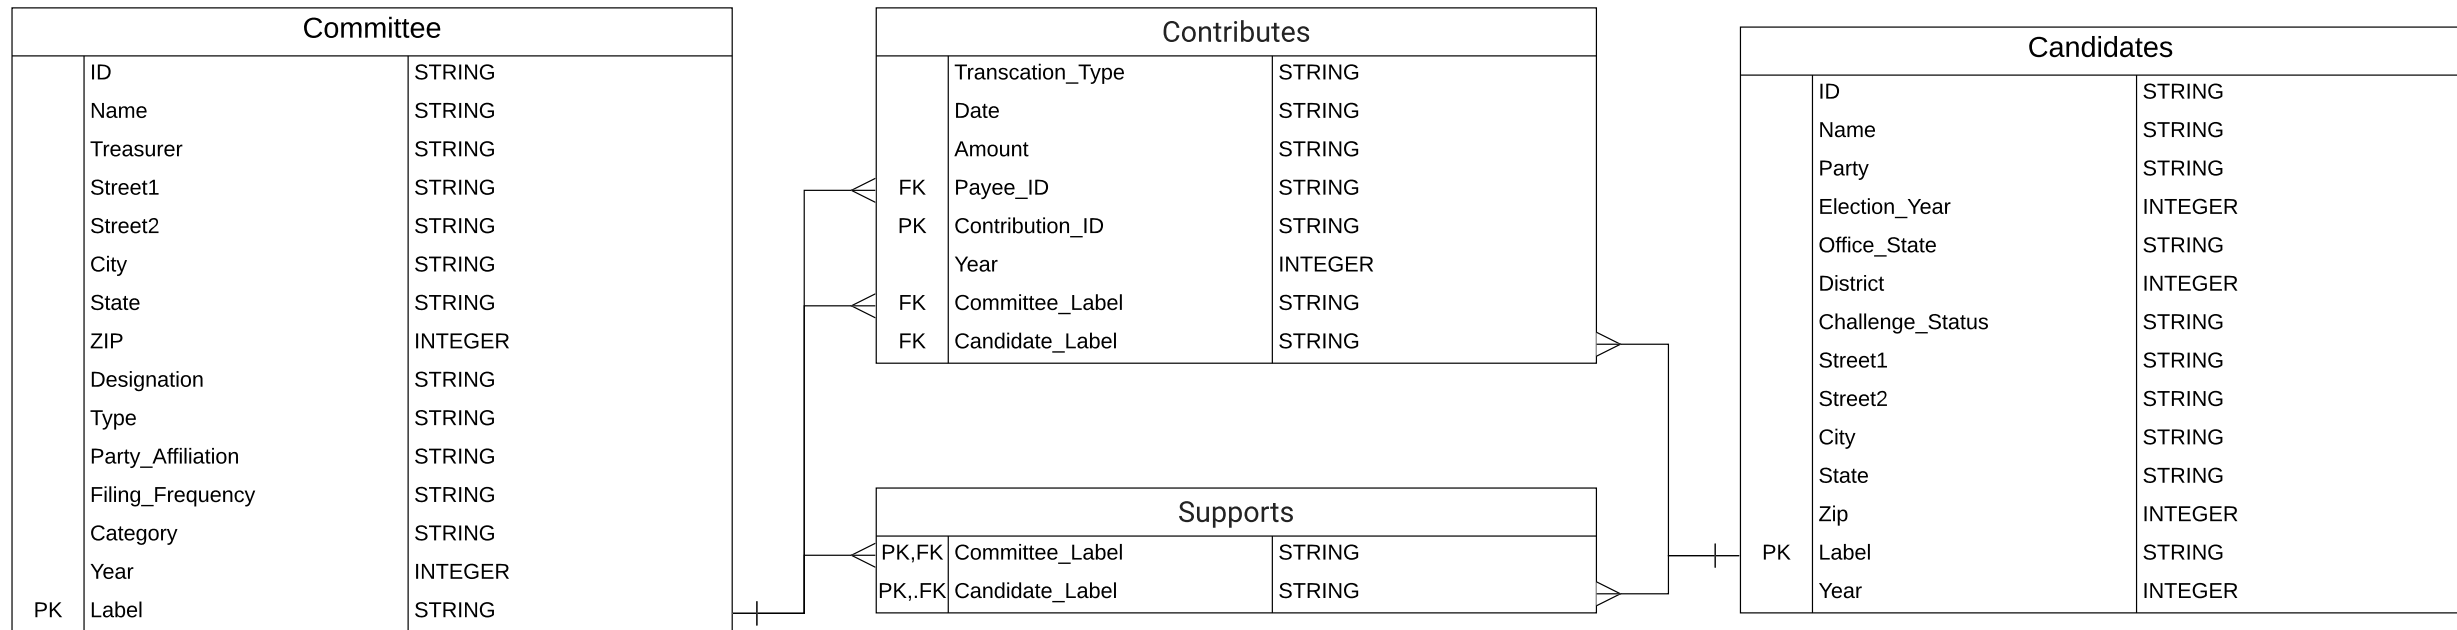 Committee
ID STRING
Name STRING
Treasurer STRING
Street1 STRING
Street2 STRING
City STRING
State STRING
ZIP INTEGER
Designation STRING
Type STRING
Party_Affiliation STRING
Filing_Frequency STRING
Category STRING
Year INTEGER
PK Label STRING
Contributes
Transcation_Type STRING
Date STRING
Amount STRING
FK Payee_ID STRING
PK Contribution_ID STRING
Year INTEGER
FK Committee_Label STRING
FK Candidate_Label STRING
Supports
PK,FK Committee_Label STRING
PK,.FK Candidate_Label STRING
Candidates
ID STRING
Name STRING
Party STRING
Election_Year INTEGER
Office_State STRING
District INTEGER
Challenge_Status STRING
Street1 STRING
Street2 STRING
City STRING
State STRING
Zip INTEGER
PK Label STRING
Year INTEGER